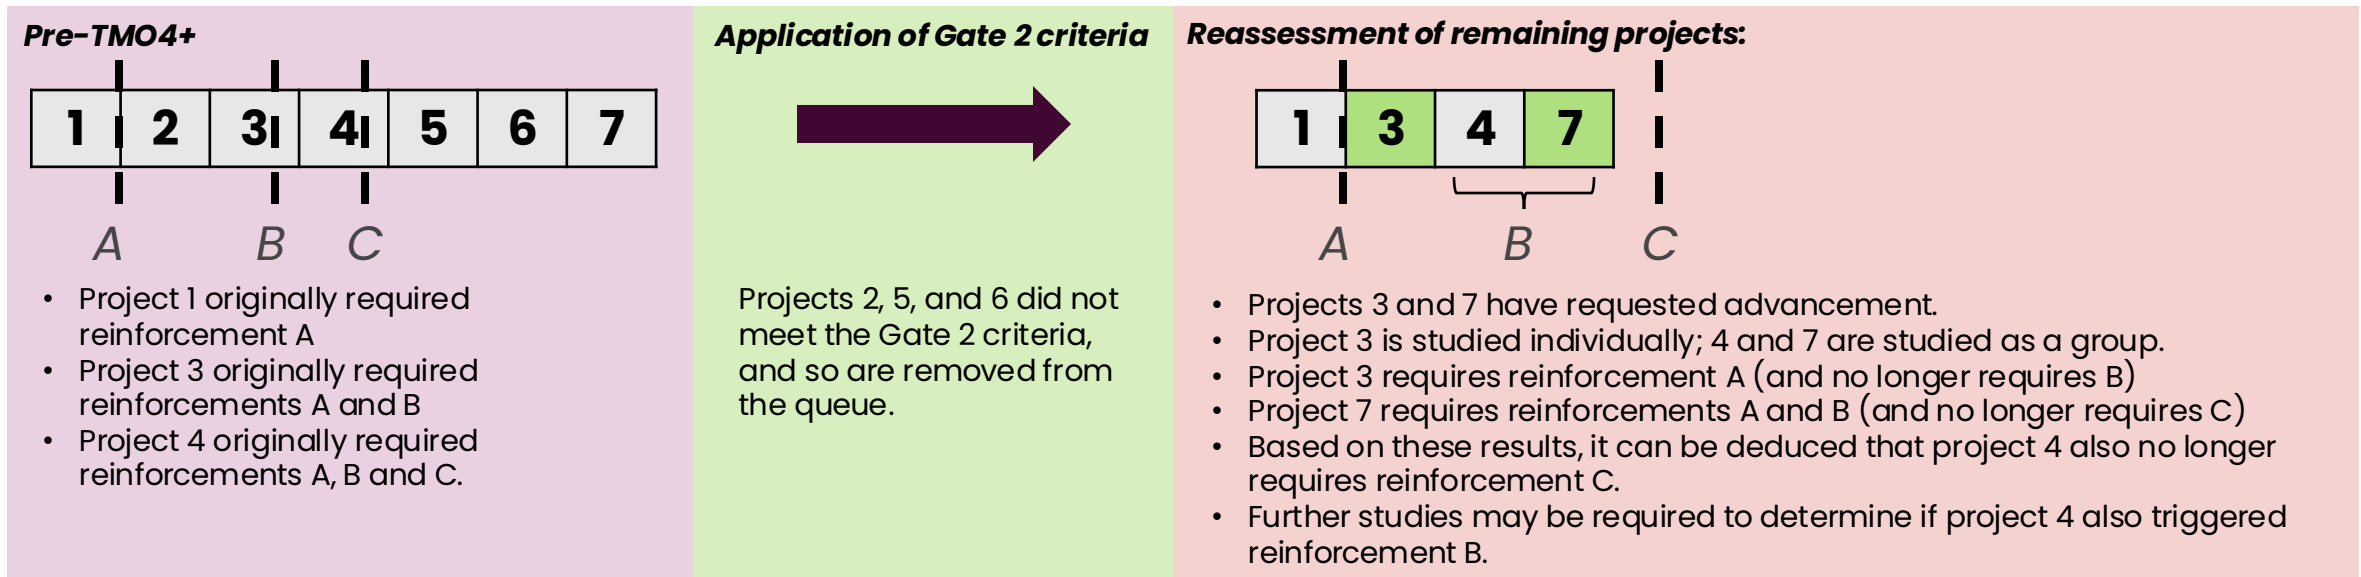 Pre-TMO4+
1 2 3 4 5 6 7
A B C
• Project 1 originally required
reinforcement A
• Project 3 originally required
reinforcements A and B
• Project 4 originally required
reinforcements A, B and C.
Application of Gate 2 criteria
Projects 2, 5, and 6 did not
meet the Gate 2 criteria,
and so are removed from
the queue.
Reassessment of remaining projects:
1 3 4 7
A B C
• Projects 3 and 7 have requested advancement.
• Project 3 is studied individually; 4 and 7 are studied as a group.
• Project 3 requires reinforcement A (and no longer requires B)
• Project 7 requires reinforcements A and B (and no longer requires C)
• Based on these results, it can be deduced that project 4 also no longer
requires reinforcement C.
• Further studies may be required to determine if project 4 also triggered
reinforcement B.